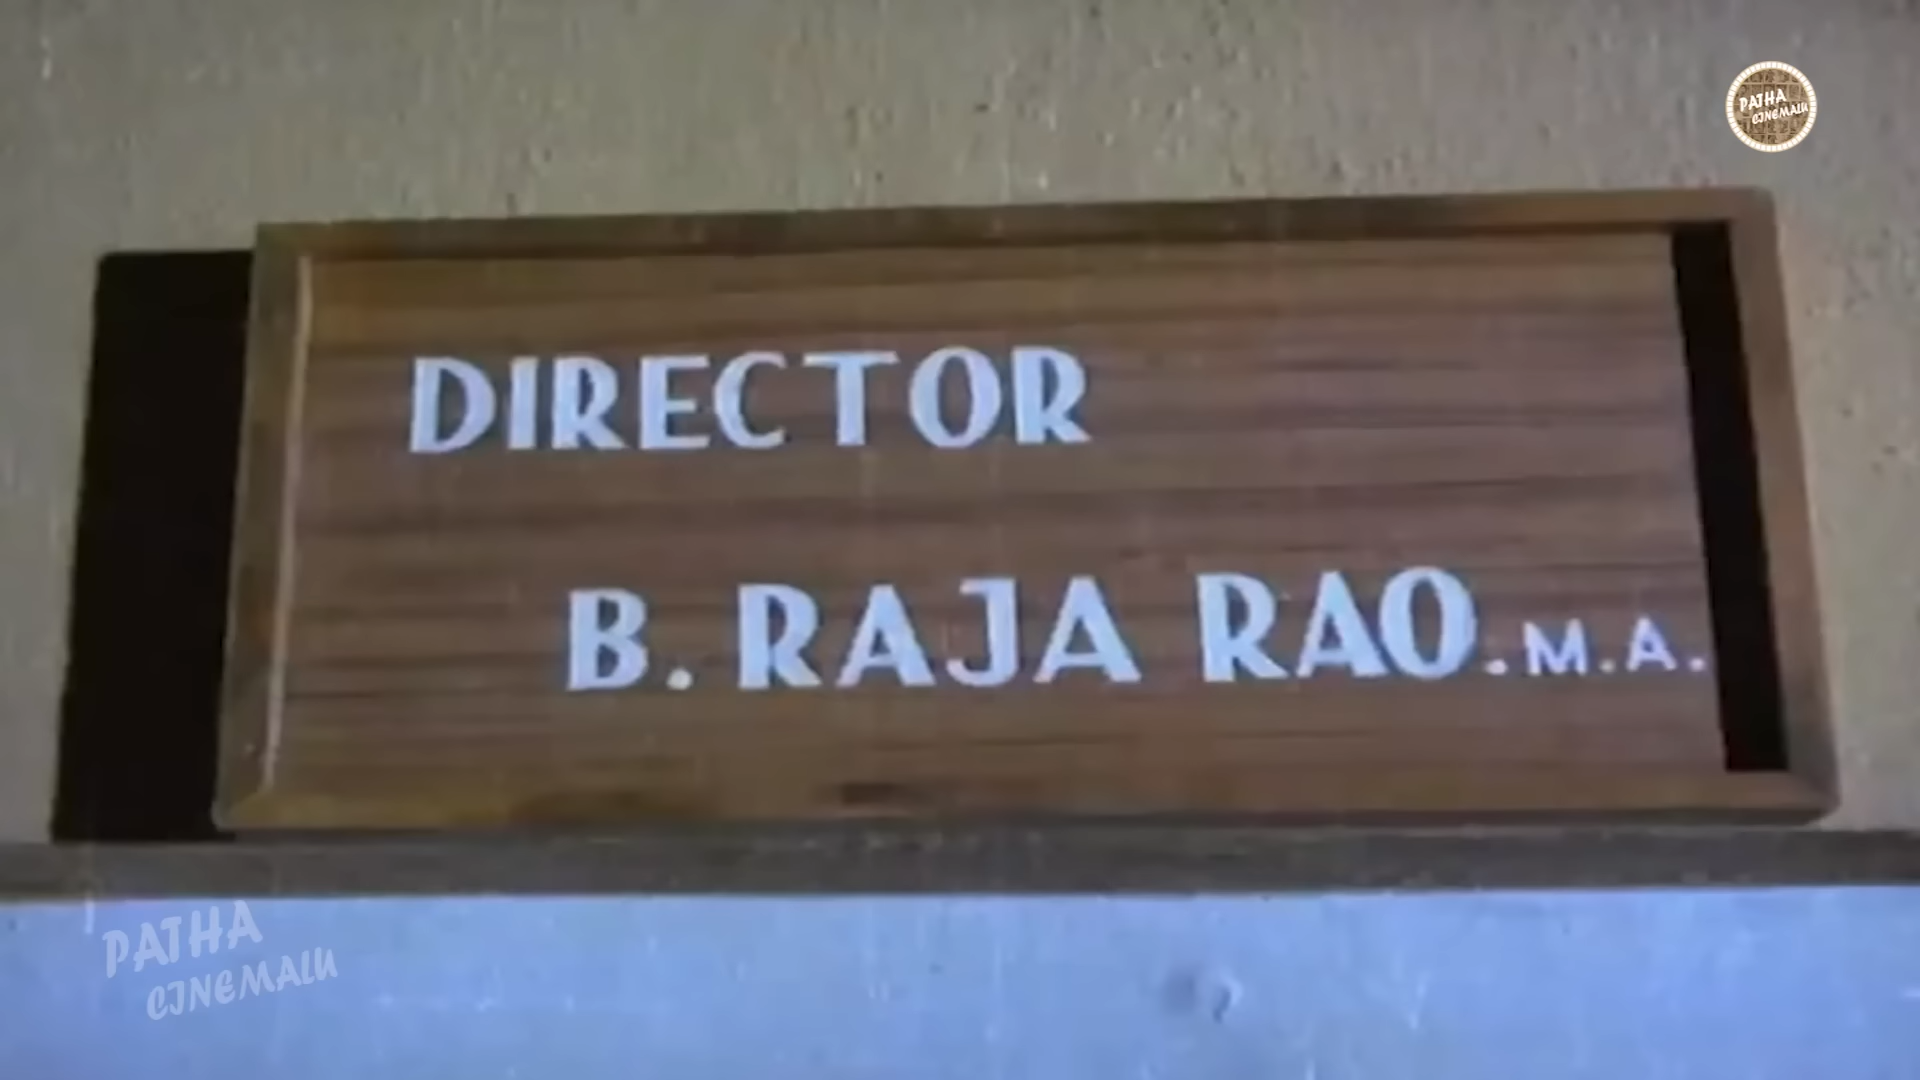 PATHA
CINEMALU
DIRECTOR
B. RAJA RAO. M.A.
PATHA
CINEMALU